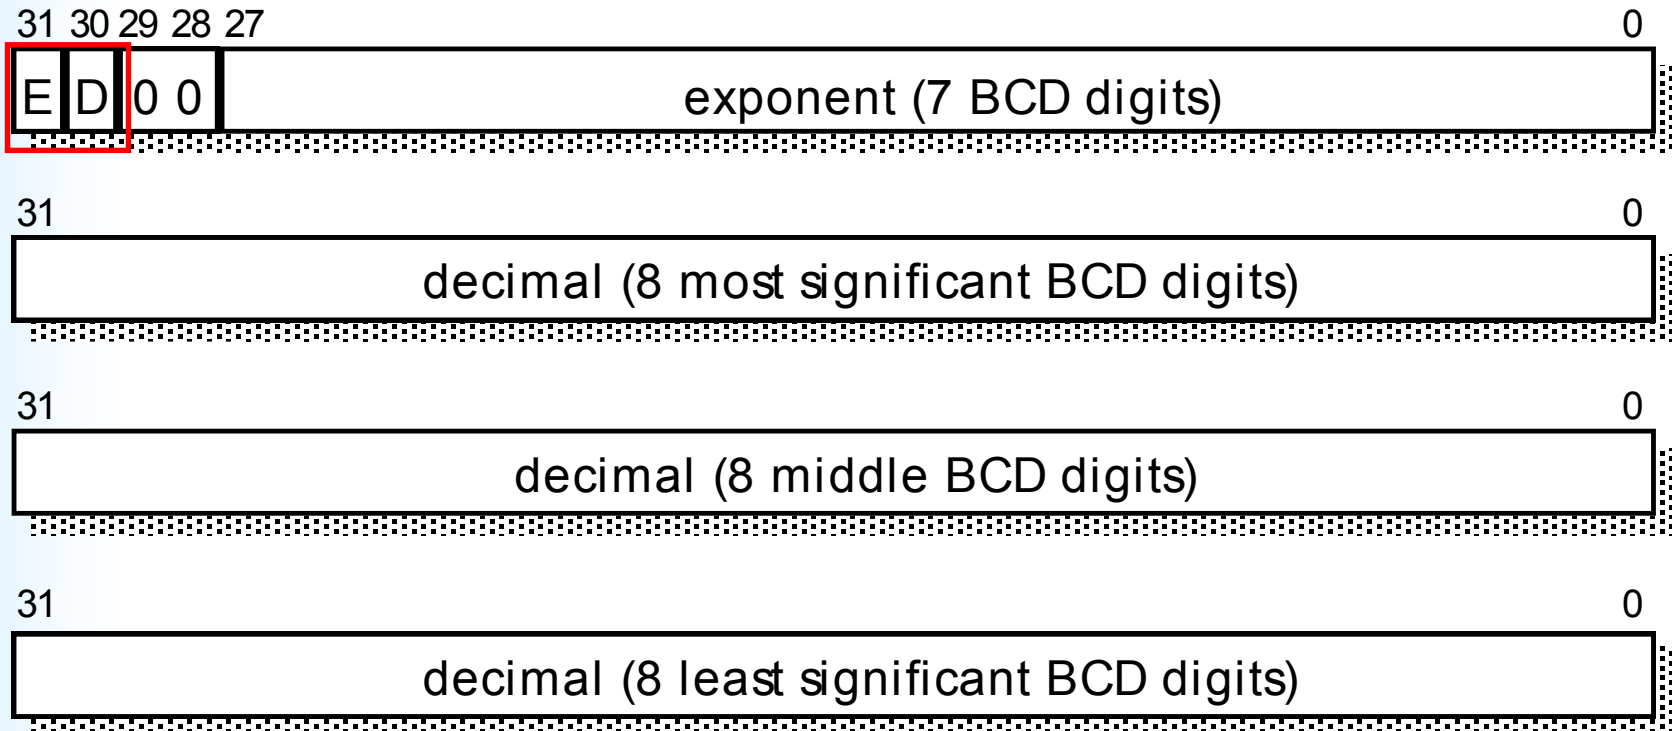 31 30 29 28 27 0
E D 0 0 exponent (7 BCD digits)
31 0
decimal (8 most significant BCD digits)
31 0
decimal (8 middle BCD digits)
31 0
decimal (8 least significant BCD digits)